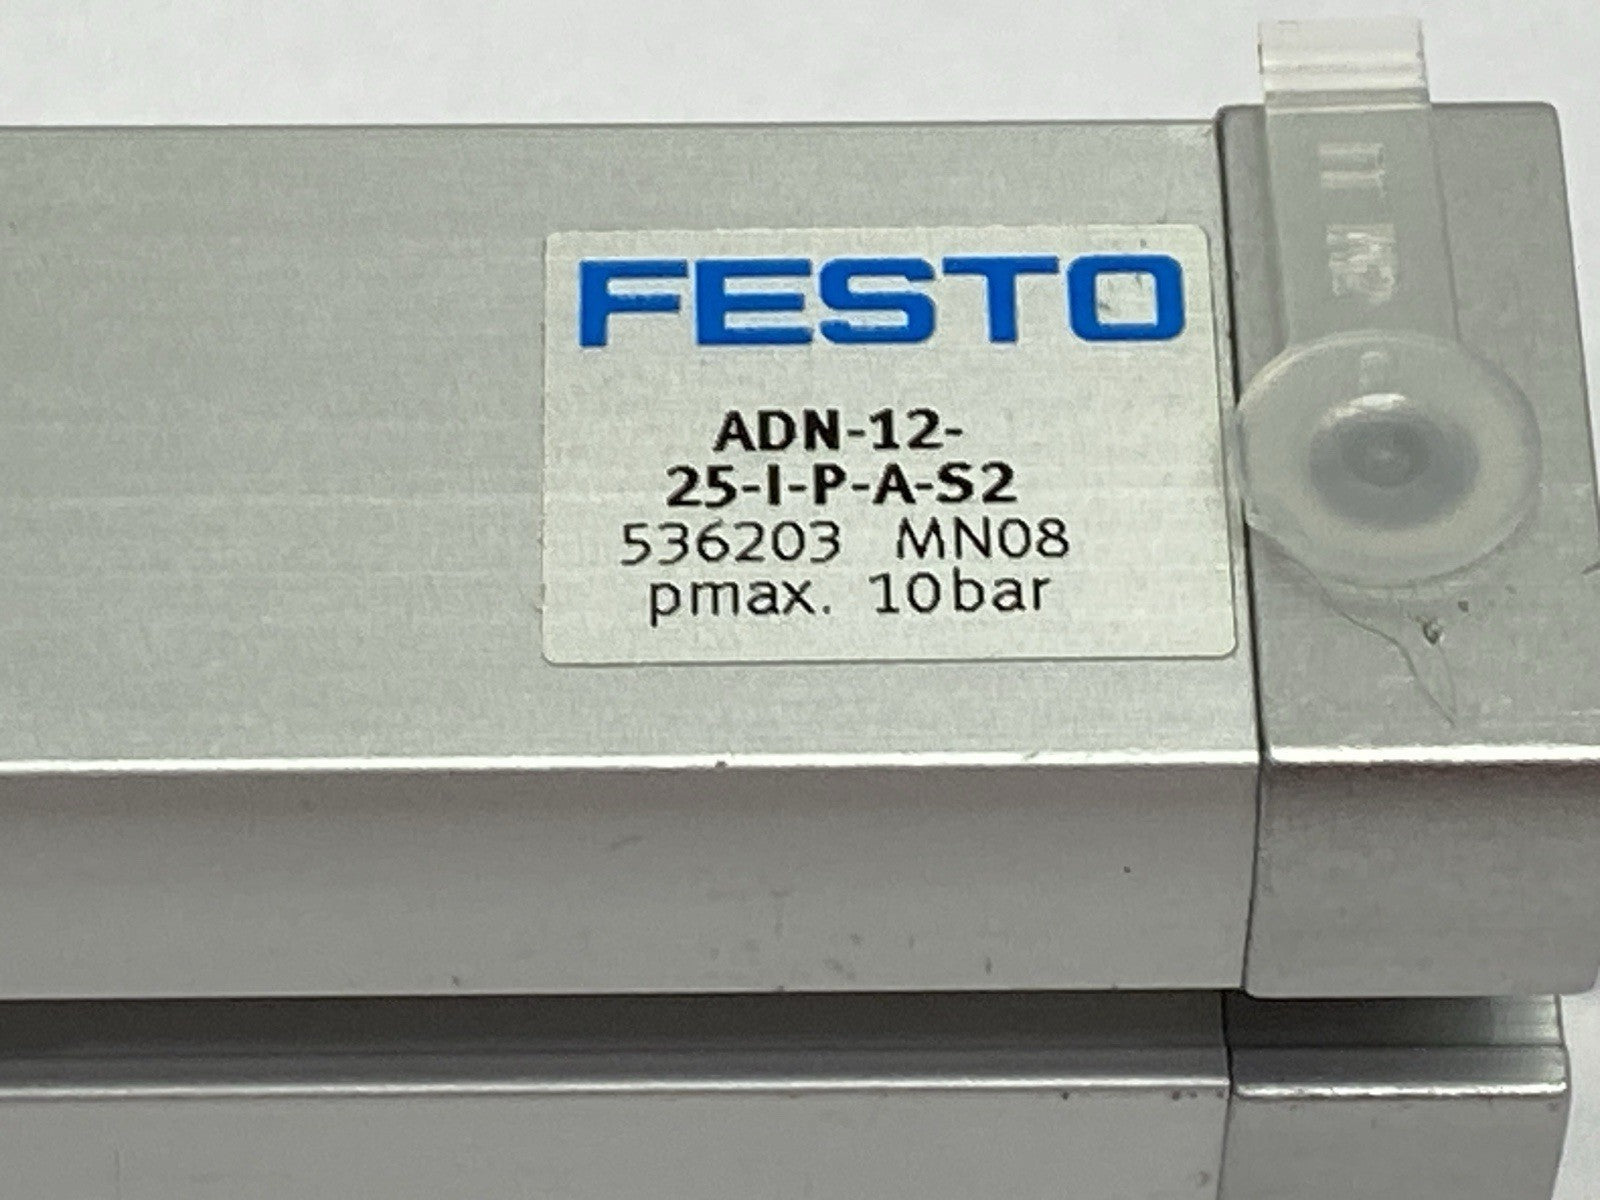 FESTO
ADN-12-
25-I-P-A-S2
536203 MN08
pmax. 10bar